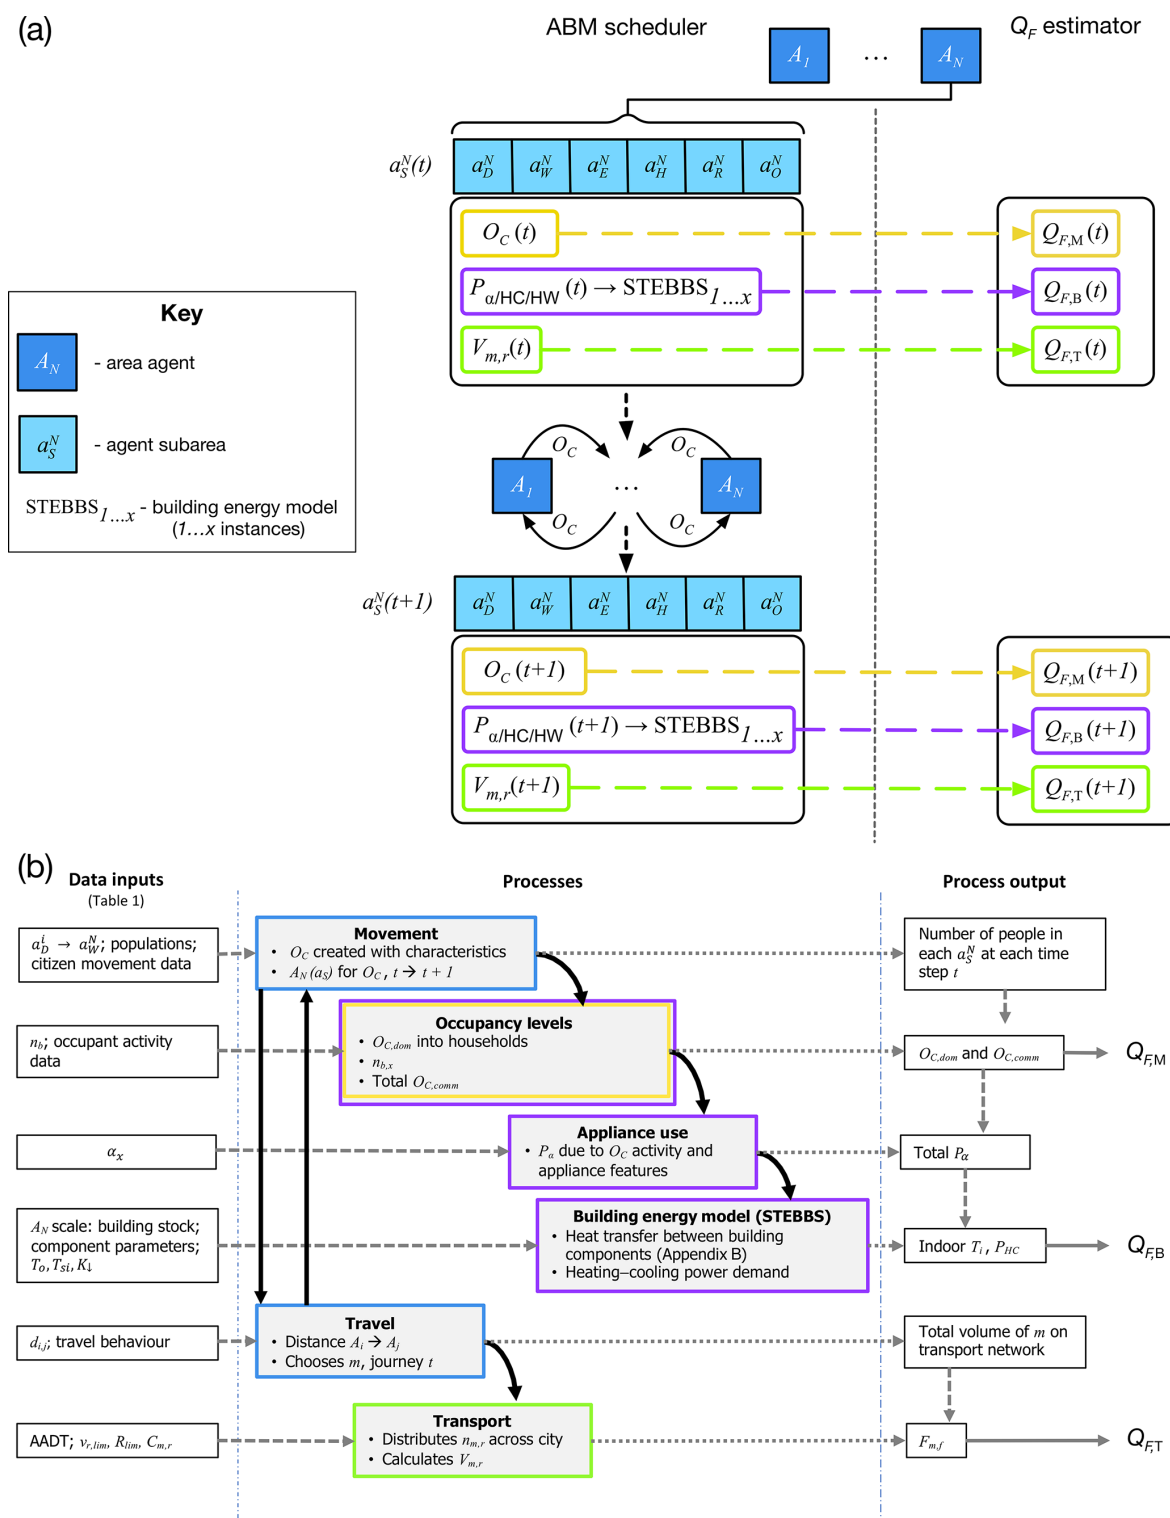 (a)
ABM scheduler
Q_F estimator
A_1 ... A_N
a_S^N(t)
a_D^N a_W^N a_E^N a_H^N a_R^N a_O^N
O_C (t)
Q_F,M (t)
P_α/HC/HW (t) → STEBBS_1...x
Q_F,B (t)
V_m,r(t)
Q_F,T (t)
Key
A_N - area agent
a_S^N - agent subarea
STEBBS_1...x - building energy model
(1...x instances)
O_C O_C
A_1 ... A_N
O_C O_C
a_S^N(t+1)
a_D^N a_W^N a_E^N a_H^N a_R^N a_O^N
O_C (t+1)
Q_F,M (t+1)
P_α/HC/HW (t+1) → STEBBS_1...x
Q_F,B (t+1)
V_m,r(t+1)
Q_F,T (t+1)
(b)
Data inputs
(Table 1)
Processes
Process output
a_D^i → a_W^N; populations;
citizen movement data
Movement
• O_C created with characteristics
• A_N(a_S) for O_C, t → t + 1
Number of people in
each a_S^N at each time
step t
n_b; occupant activity
data
Occupancy levels
• O_C,dom into households
• n_b,x
• Total O_C,comm
O_C,dom and O_C,comm
Q_F,M
α_x
Appliance use
• P_α due to O_C activity and
appliance features
Total P_α
A_N scale: building stock;
component parameters;
T_o, T_si, K↓
Building energy model (STEBBS)
• Heat transfer between building
components (Appendix B)
• Heating–cooling power demand
Indoor T_i, P_HC
Q_F,B
d_i,j; travel behaviour
Travel
• Distance A_i → A_j
• Chooses m, journey t
Total volume of m on
transport network
AADT; v_r,lim, R_lim, C_m,r
Transport
• Distributes n_m,r across city
• Calculates V_m,r
F_m,f
Q_F,T